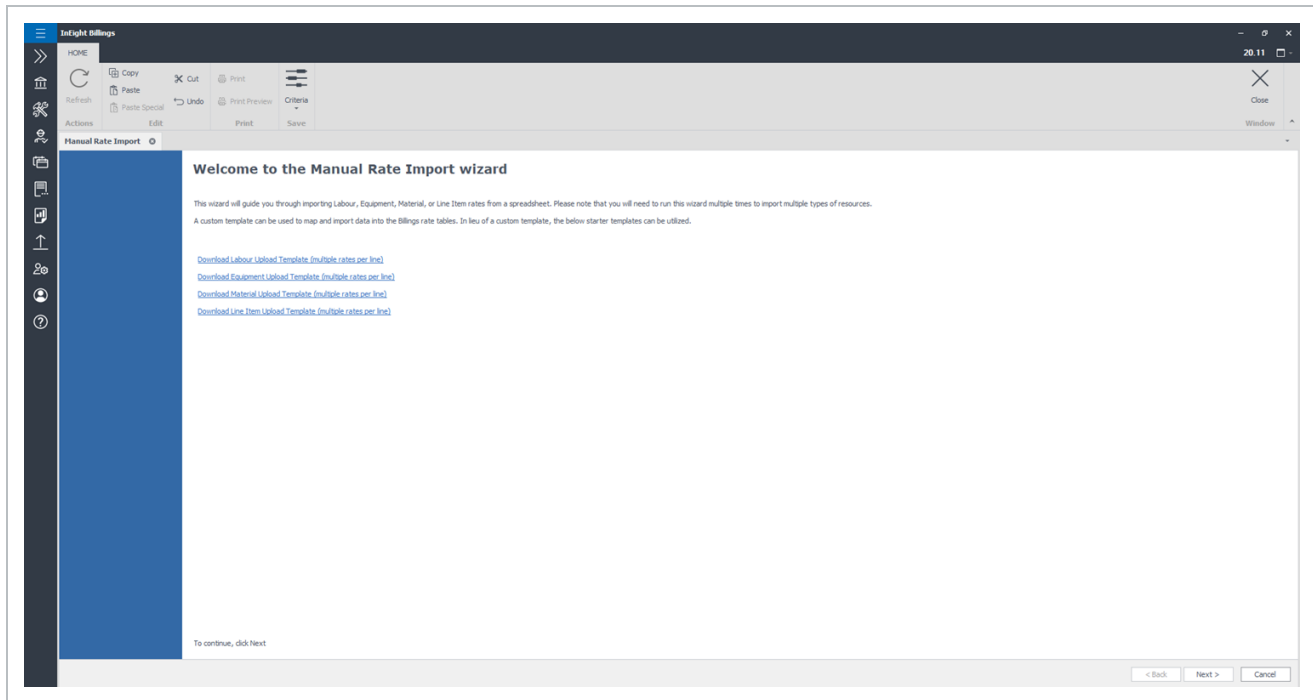 InEight Billings
HOME
20.11
Refresh
Copy
Paste
Paste Special
Cut
Undo
Print
Print Preview
Criteria
Close
Actions
Edit
Print
Save
Window
Manual Rate Import
Welcome to the Manual Rate Import wizard
This wizard will guide you through importing Labour, Equipment, Material, or Line Item rates from a spreadsheet. Please note that you will need to run this wizard multiple times to import multiple types of resources.
A custom template can be used to map and import data into the Billings rate tables. In lieu of a custom template, the below starter templates can be utilized.
Download Labour Upload Template (multiple rates per line)
Download Equipment Upload Template (multiple rates per line)
Download Material Upload Template (multiple rates per line)
Download Line Item Upload Template (multiple rates per line)
To continue, click Next
< Back
Next >
Cancel